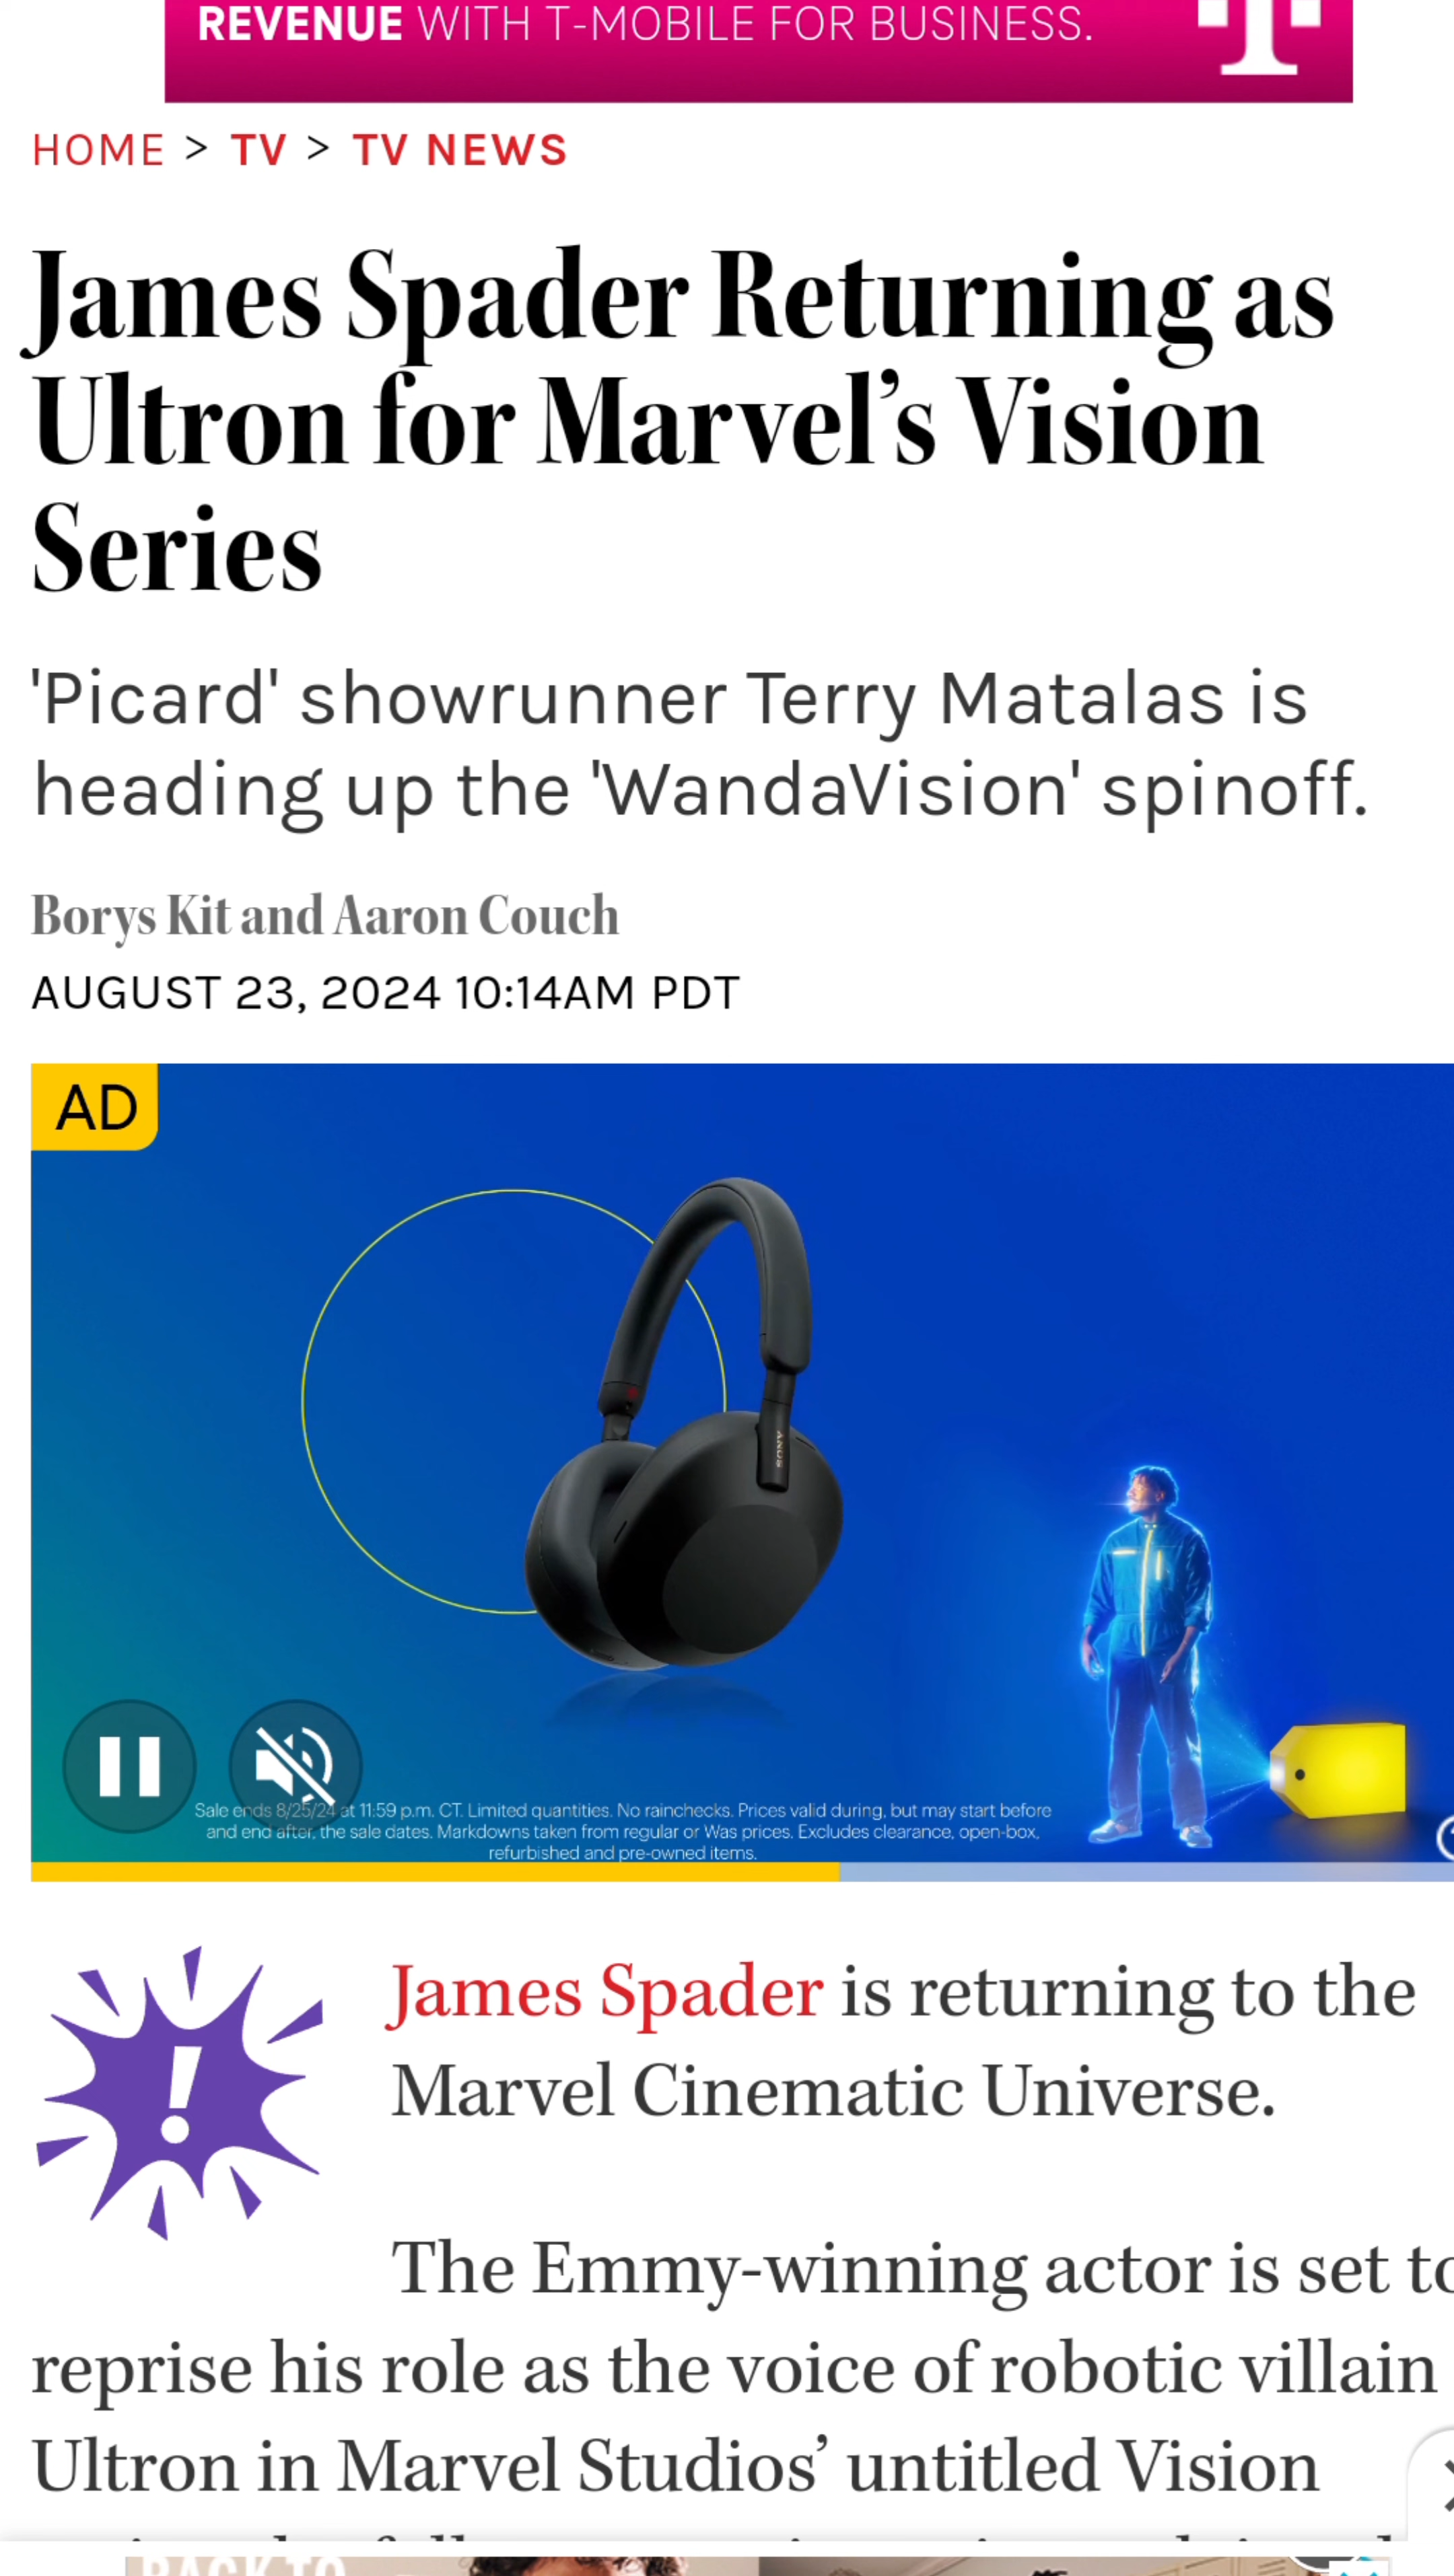 REVENUE WITH T-MOBILE FOR BUSINESS.
HOME > TV > TV NEWS
James Spader Returning as
Ultron for Marvel’s Vision
Series
'Picard' showrunner Terry Matalas is
heading up the 'WandaVision' spinoff.
Borys Kit and Aaron Couch
AUGUST 23, 2024 10:14AM PDT
AD
SONY
Sale ends 8/25/24 at 11:59 p.m. CT. Limited quantities. No rainchecks. Prices valid during, but may start before
and end after, the sale dates. Markdowns taken from regular or Was prices. Excludes clearance, open-box,
refurbished and pre-owned items.
!
James Spader is returning to the
Marvel Cinematic Universe.
The Emmy-winning actor is set to
reprise his role as the voice of robotic villain
Ultron in Marvel Studios’ untitled Vision
BACK TO